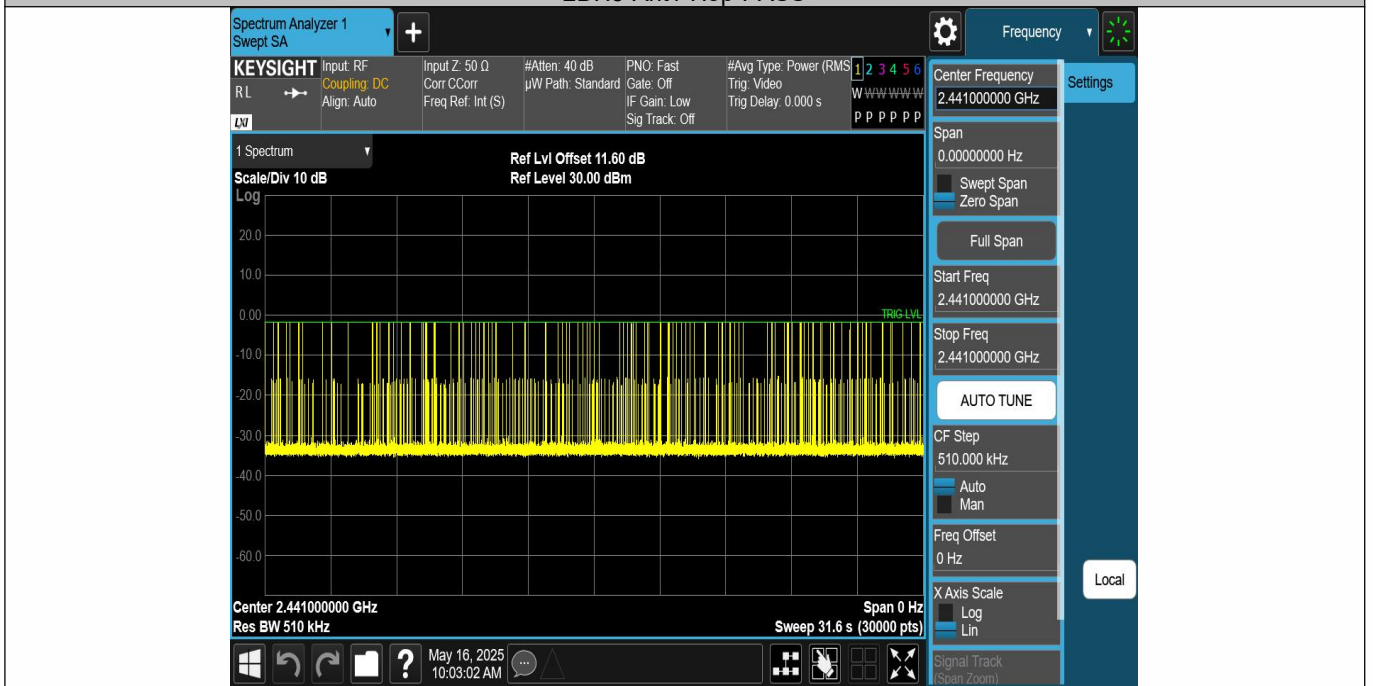 Spectrum Analyzer 1
Swept SA
Frequency
KEYSIGHT
RL
LXI
Input: RF
Coupling: DC
Align: Auto
Input Z: 50 Ω
Corr CCorr
Freq Ref: Int (S)
#Atten: 40 dB
µW Path: Standard
PNO: Fast
Gate: Off
IF Gain: Low
Sig Track: Off
#Avg Type: Power (RMS
Trig: Video
Trig Delay: 0.000 s
1 2 3 4 5 6
W W W W W W
P P P P P P
1 Spectrum
Scale/Div 10 dB
Ref Lvl Offset 11.60 dB
Ref Level 30.00 dBm
Log
20.0
10.0
0.00
TRIG LVL
-10.0
-20.0
-30.0
-40.0
-50.0
-60.0
Center 2.441000000 GHz
Span 0 Hz
Res BW 510 kHz
Sweep 31.6 s (30000 pts)
May 16, 2025
10:03:02 AM
Center Frequency
2.441000000 GHz
Span
0.00000000 Hz
Swept Span
Zero Span
Full Span
Start Freq
2.441000000 GHz
Stop Freq
2.441000000 GHz
AUTO TUNE
CF Step
510.000 kHz
Auto
Man
Freq Offset
0 Hz
X Axis Scale
Log
Lin
Signal Track
(Span Zoom)
Settings
Local